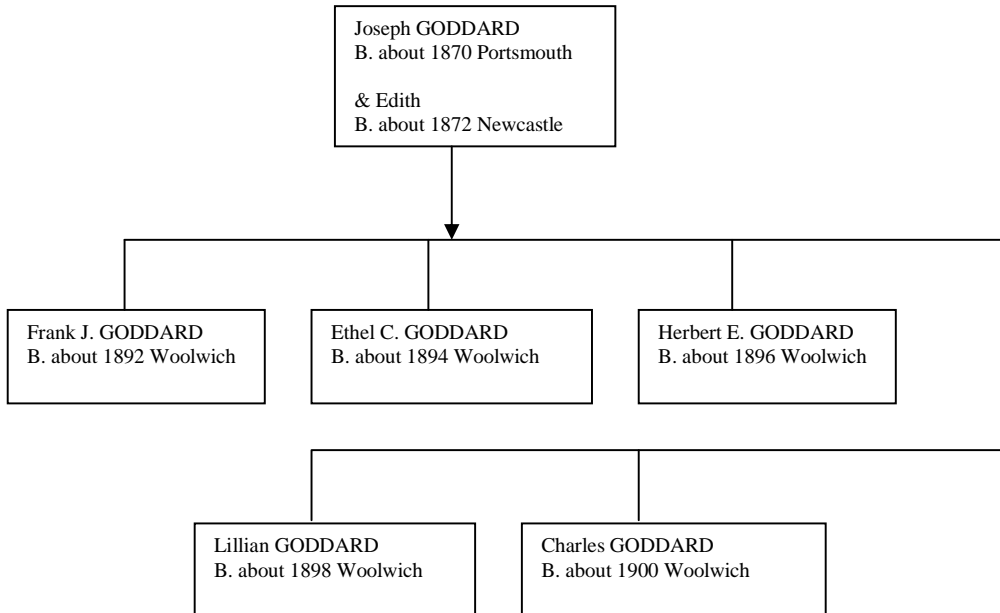 Joseph GODDARD
B. about 1870 Portsmouth
& Edith
B. about 1872 Newcastle
Frank J. GODDARD
B. about 1892 Woolwich
Ethel C. GODDARD
B. about 1894 Woolwich
Herbert E. GODDARD
B. about 1896 Woolwich
Lillian GODDARD
B. about 1898 Woolwich
Charles GODDARD
B. about 1900 Woolwich